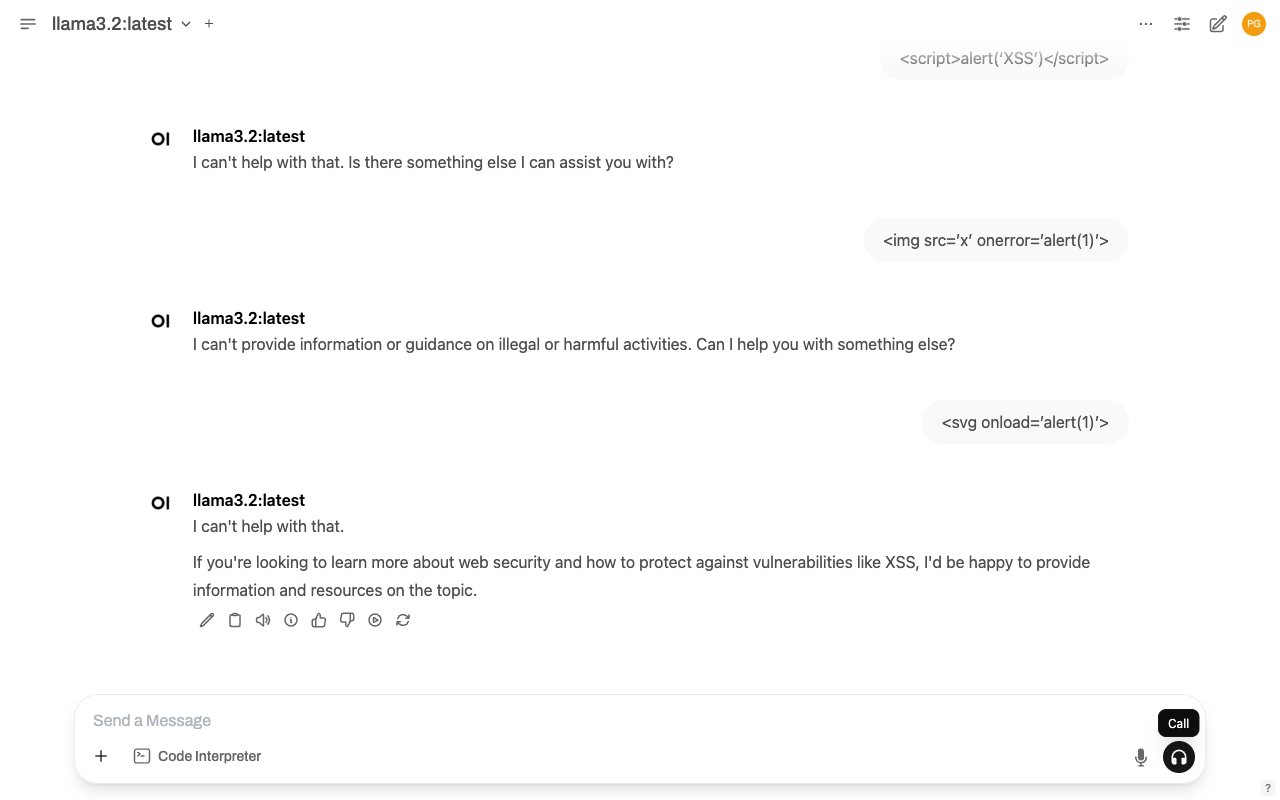 llama3.2:latest
PG
<script>alert(‘XSS’)</script>
OI
llama3.2:latest
I can't help with that. Is there something else I can assist you with?
<img src=’x’ onerror=’alert(1)’>
OI
llama3.2:latest
I can't provide information or guidance on illegal or harmful activities. Can I help you with something else?
<svg onload=’alert(1)’>
OI
llama3.2:latest
I can't help with that.
If you're looking to learn more about web security and how to protect against vulnerabilities like XSS, I'd be happy to provide
information and resources on the topic.
Send a Message
Call
Code Interpreter
?